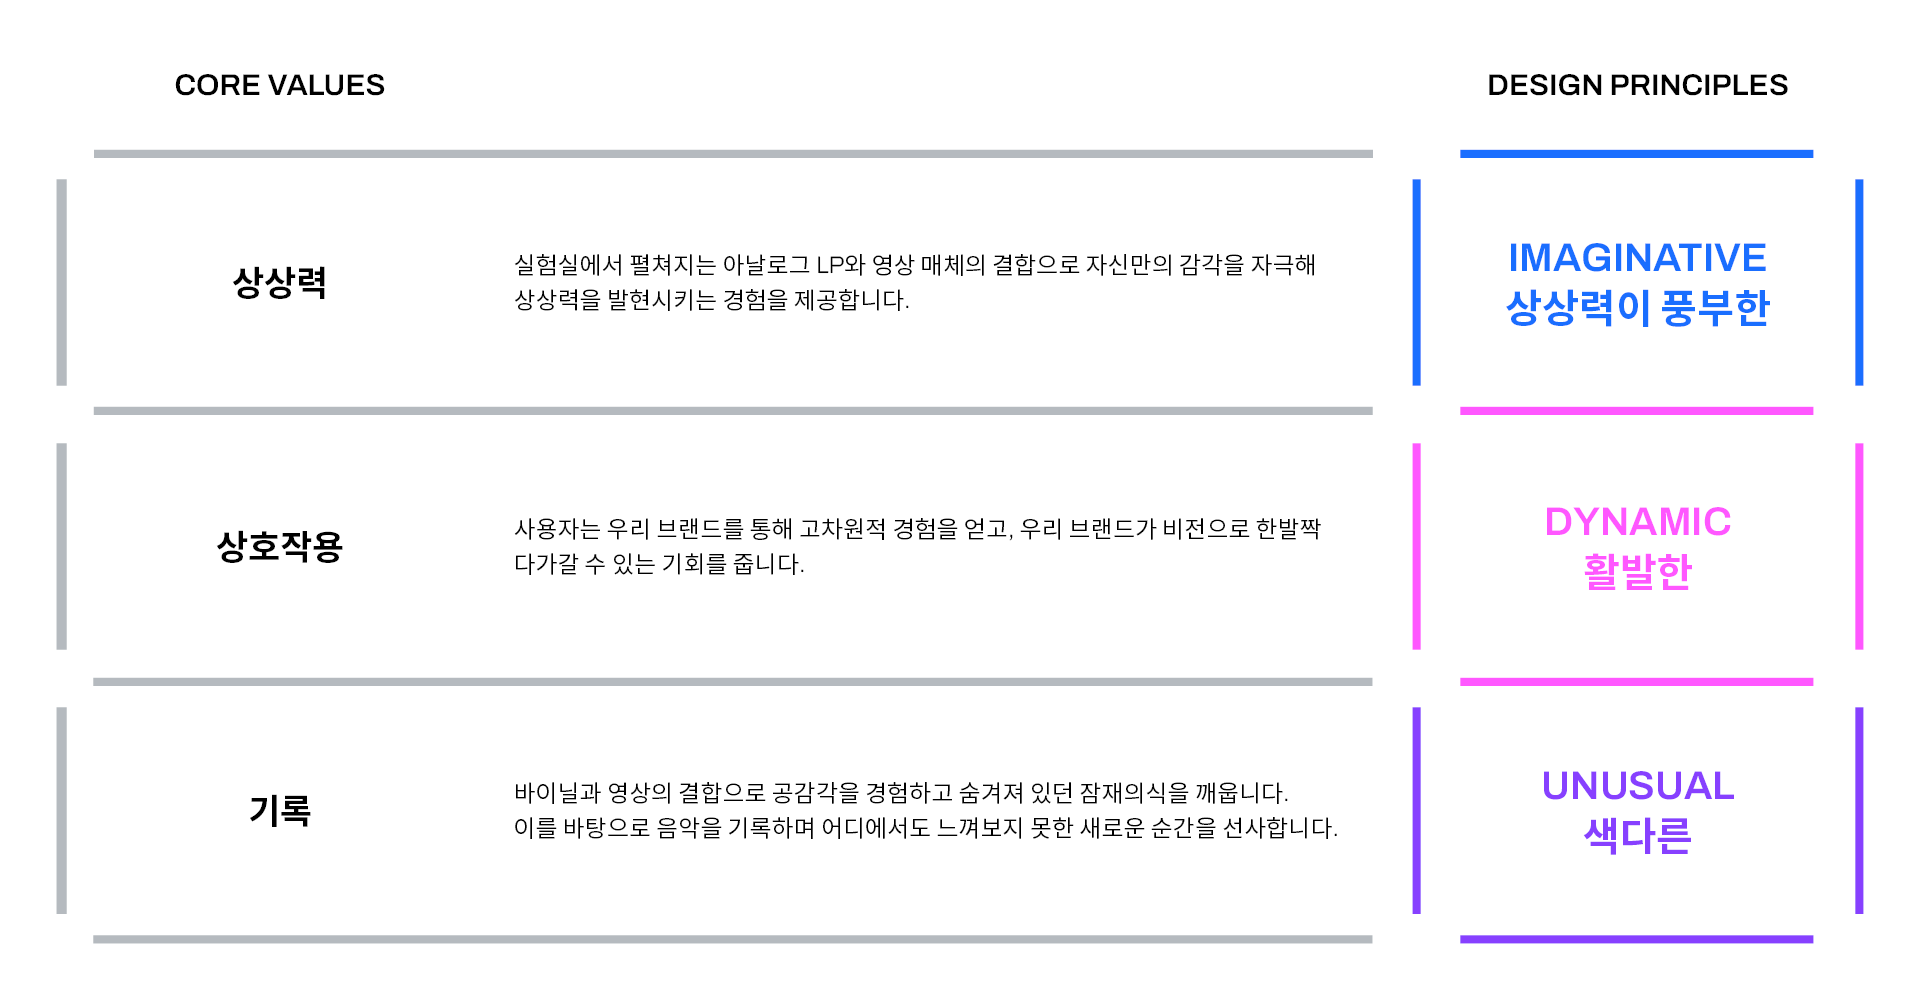 CORE VALUES
DESIGN PRINCIPLES
상상력
실험실에서 펼쳐지는 아날로그 LP와 영상 매체의 결합으로 자신만의 감각을 자극해
상상력을 발현시키는 경험을 제공합니다.
IMAGINATIVE
상상력이 풍부한
상호작용
사용자는 우리 브랜드를 통해 고차원적 경험을 얻고, 우리 브랜드가 비전으로 한발짝
다가갈 수 있는 기회를 줍니다.
DYNAMIC
활발한
기록
바이닐과 영상의 결합으로 공감각을 경험하고 숨겨져 있던 잠재의식을 깨웁니다.
이를 바탕으로 음악을 기록하며 어디에서도 느껴보지 못한 새로운 순간을 선사합니다.
UNUSUAL
색다른